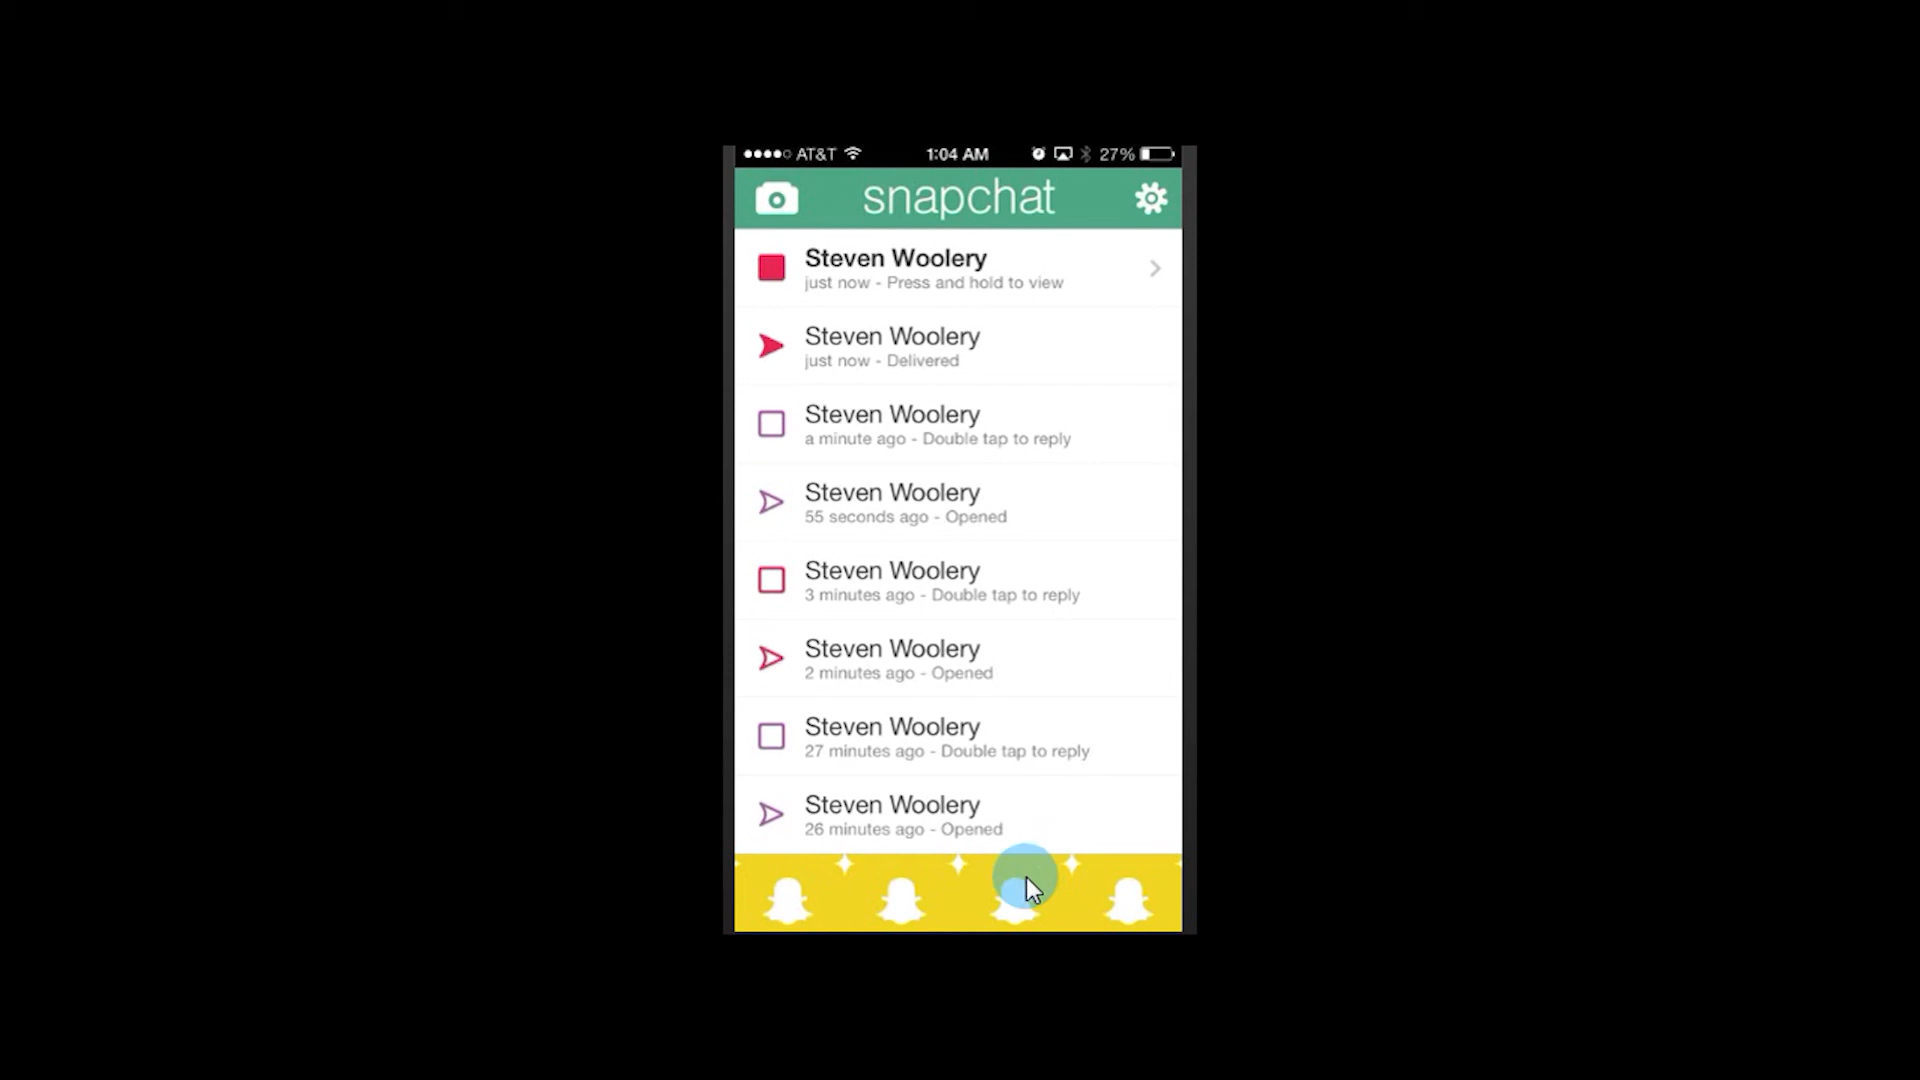 AT&T 1:04 AM 27%
snapchat
Steven Woolery
just now - Press and hold to view
Steven Woolery
just now - Delivered
Steven Woolery
a minute ago - Double tap to reply
Steven Woolery
55 seconds ago - Opened
Steven Woolery
3 minutes ago - Double tap to reply
Steven Woolery
2 minutes ago - Opened
Steven Woolery
27 minutes ago - Double tap to reply
Steven Woolery
26 minutes ago - Opened